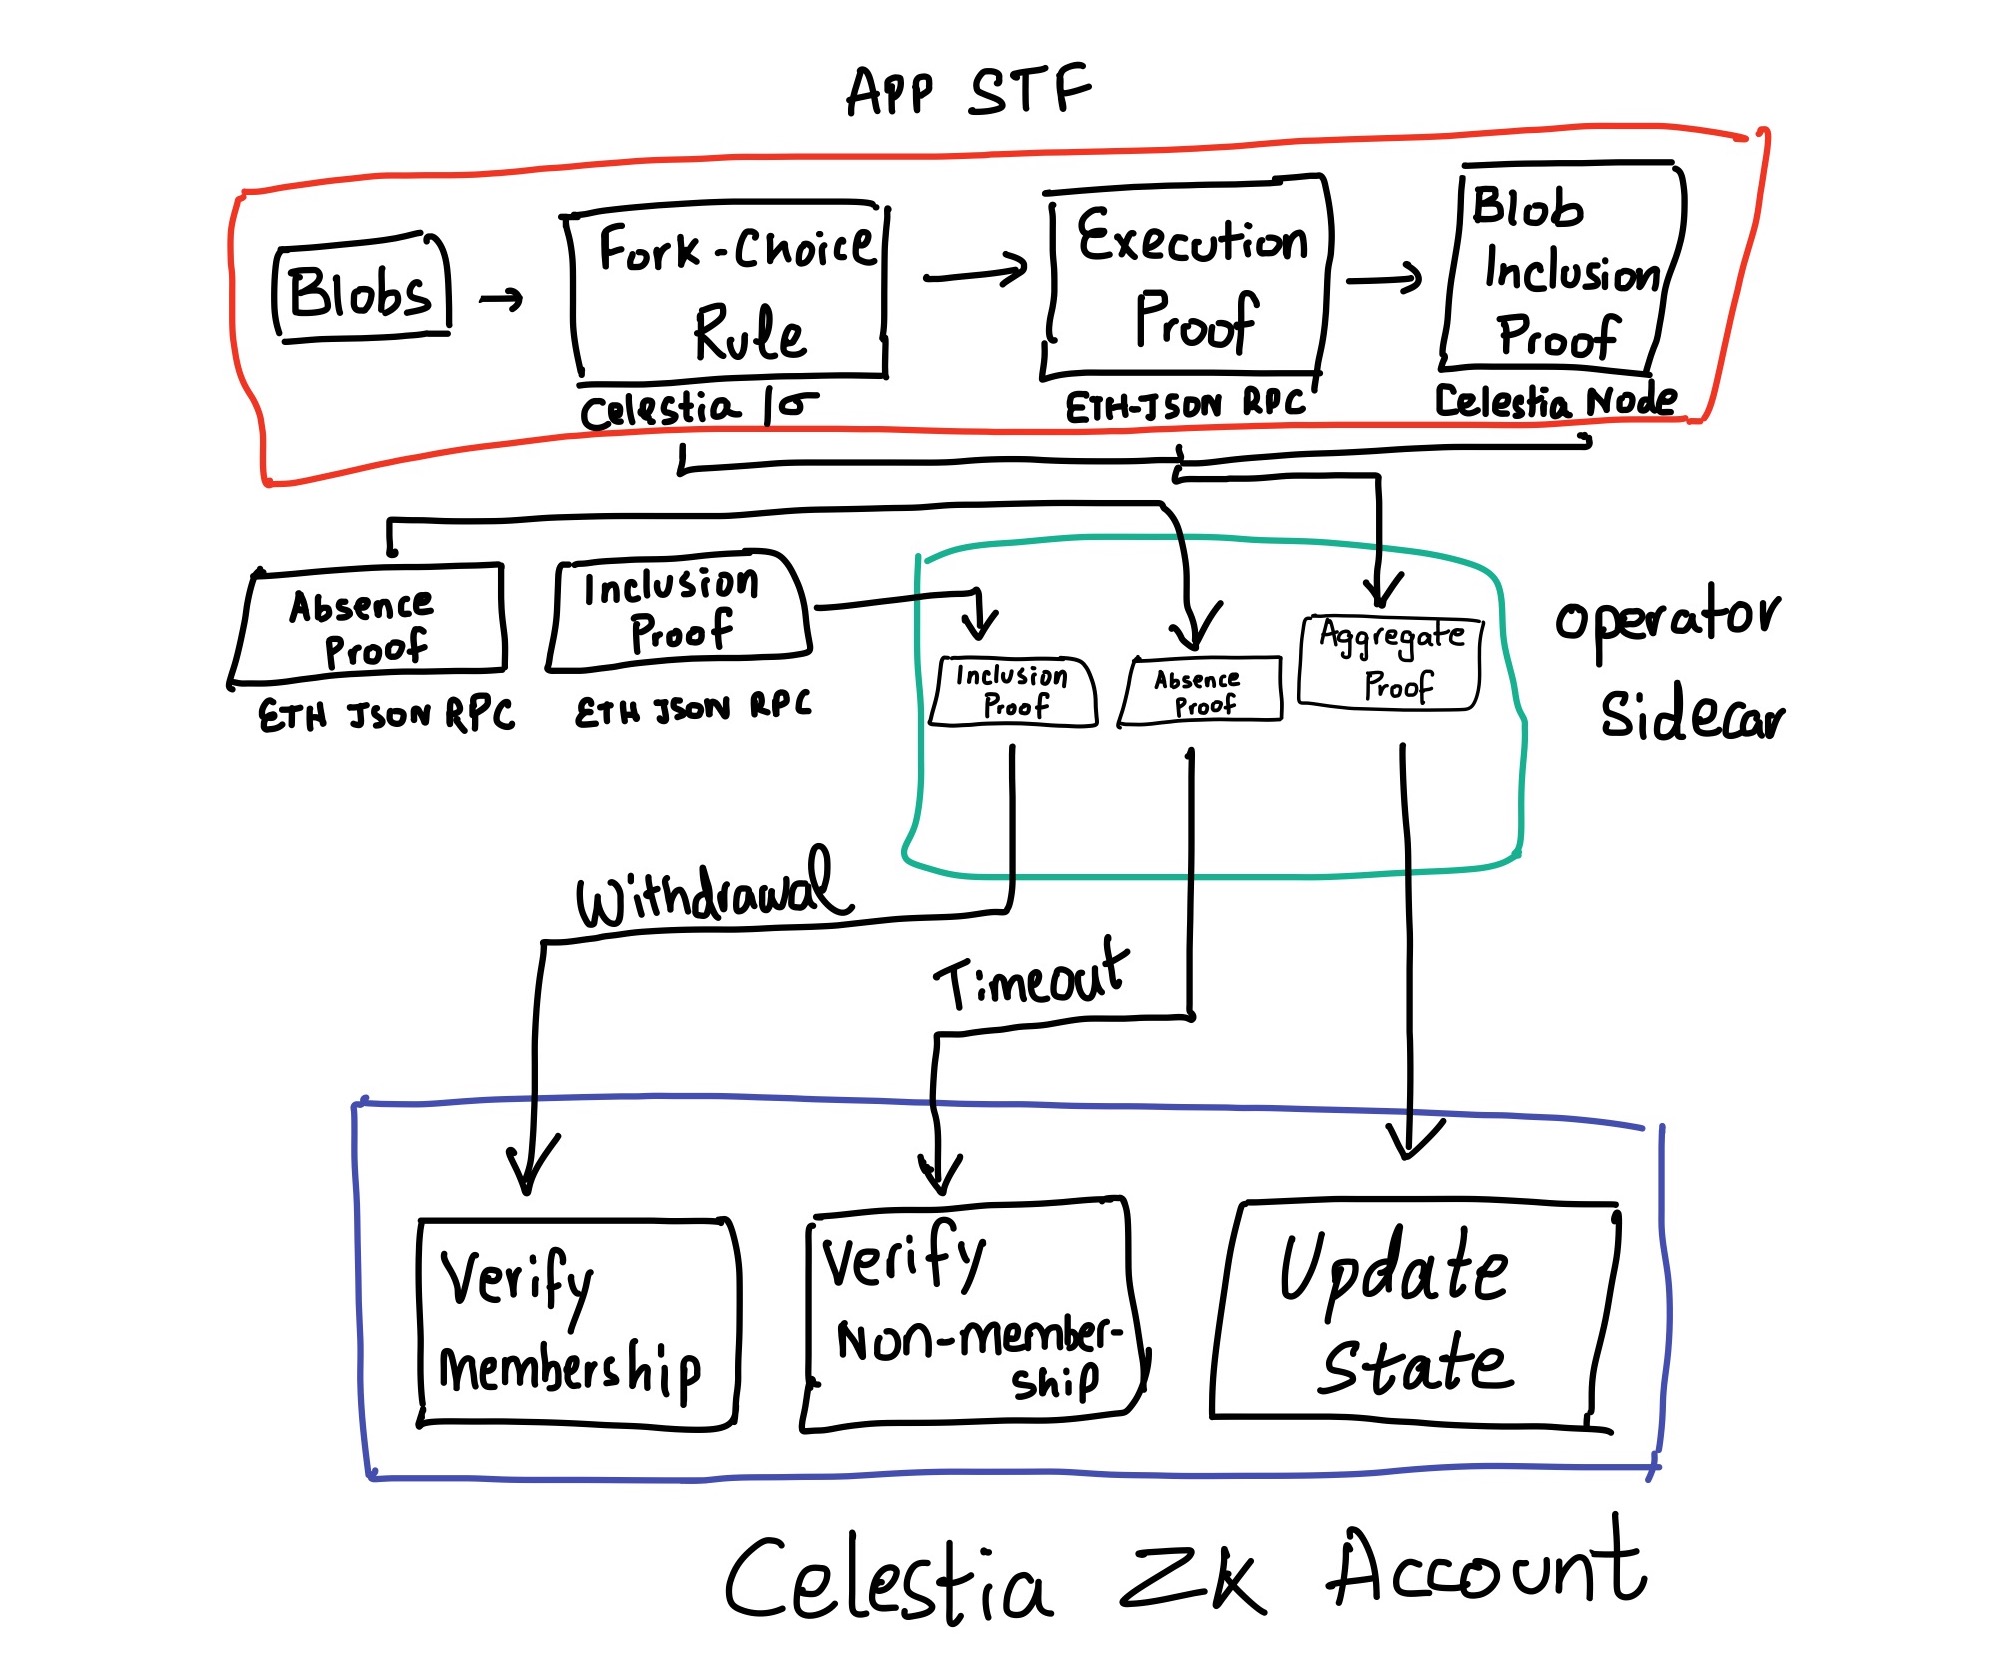 App STF
Blobs
Fork-Choice
Rule
Celestia / σ
Execution
Proof
ETH-JSON RPC
Blob
Inclusion
Proof
Celestia Node
Absence
Proof
ETH JSON RPC
Inclusion
Proof
ETH JSON RPC
Inclusion
Proof
Absence
Proof
Aggregate
Proof
Operator
Sidecar
Withdrawal
Timeout
Verify
Membership
Verify
Non-member-
ship
Update
State
Celestia ZK Account